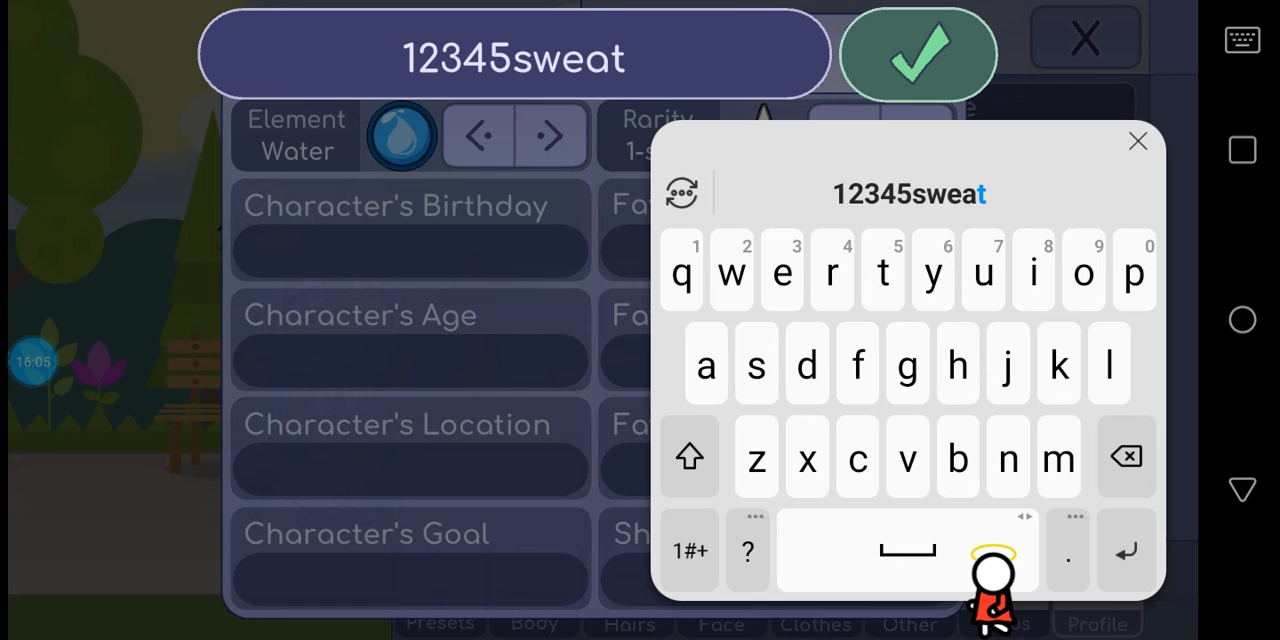 12345sweat
X
Element
Water
Rarity
Character's Birthday
Fa
Character's Age
Fa
Character's Location
Fa
Character's Goal
Sh
16:05
12345sweat
1 2 3 4 5 6 7 8 9 0
q w e r t y u i o p
a s d f g h j k l
z x c v b n m
1#+ ? .
Presets Body Hairs Face Clothes Other Profile